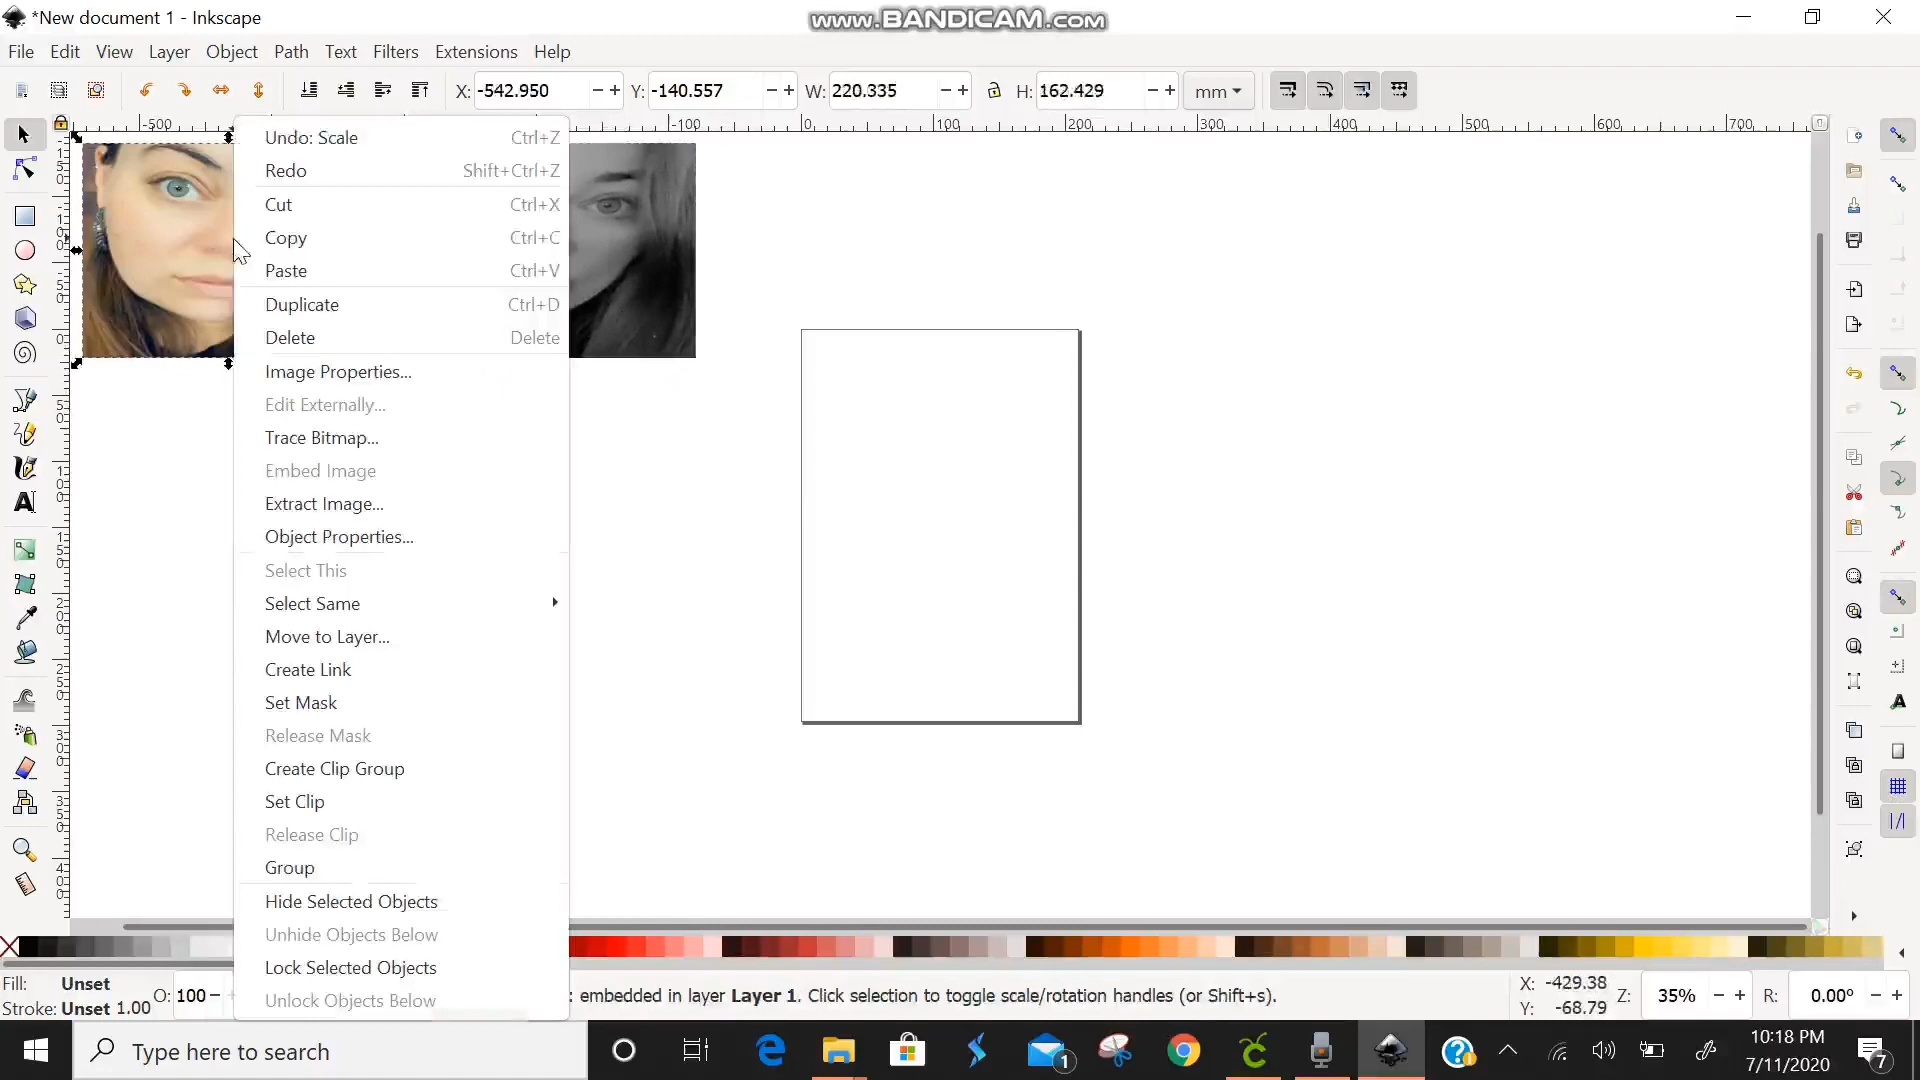 *New document 1 - Inkscape
www.BANDICAM.com
File Edit View Layer Object Path Text Filters Extensions Help
X: -542.950 Y: -140.557 W: 220.335 H: 162.429 mm
-500 -100 0 100 200 300 400 500 600 700
Undo: Scale Ctrl+Z
Redo Shift+Ctrl+Z
Cut Ctrl+X
Copy Ctrl+C
Paste Ctrl+V
Duplicate Ctrl+D
Delete Delete
Image Properties...
Edit Externally...
Trace Bitmap...
Embed Image
Extract Image...
Object Properties...
Select This
Select Same
Move to Layer...
Create Link
Set Mask
Release Mask
Create Clip Group
Set Clip
Release Clip
Group
Hide Selected Objects
Unhide Objects Below
Lock Selected Objects
Unlock Objects Below
Fill: Unset
Stroke: Unset 1.00
O: 100
: embedded in layer Layer 1. Click selection to toggle scale/rotation handles (or Shift+s).
X: -429.38
Y: -68.79
Z: 35% R: 0.00°
Type here to search
1
10:18 PM
7/11/2020
7